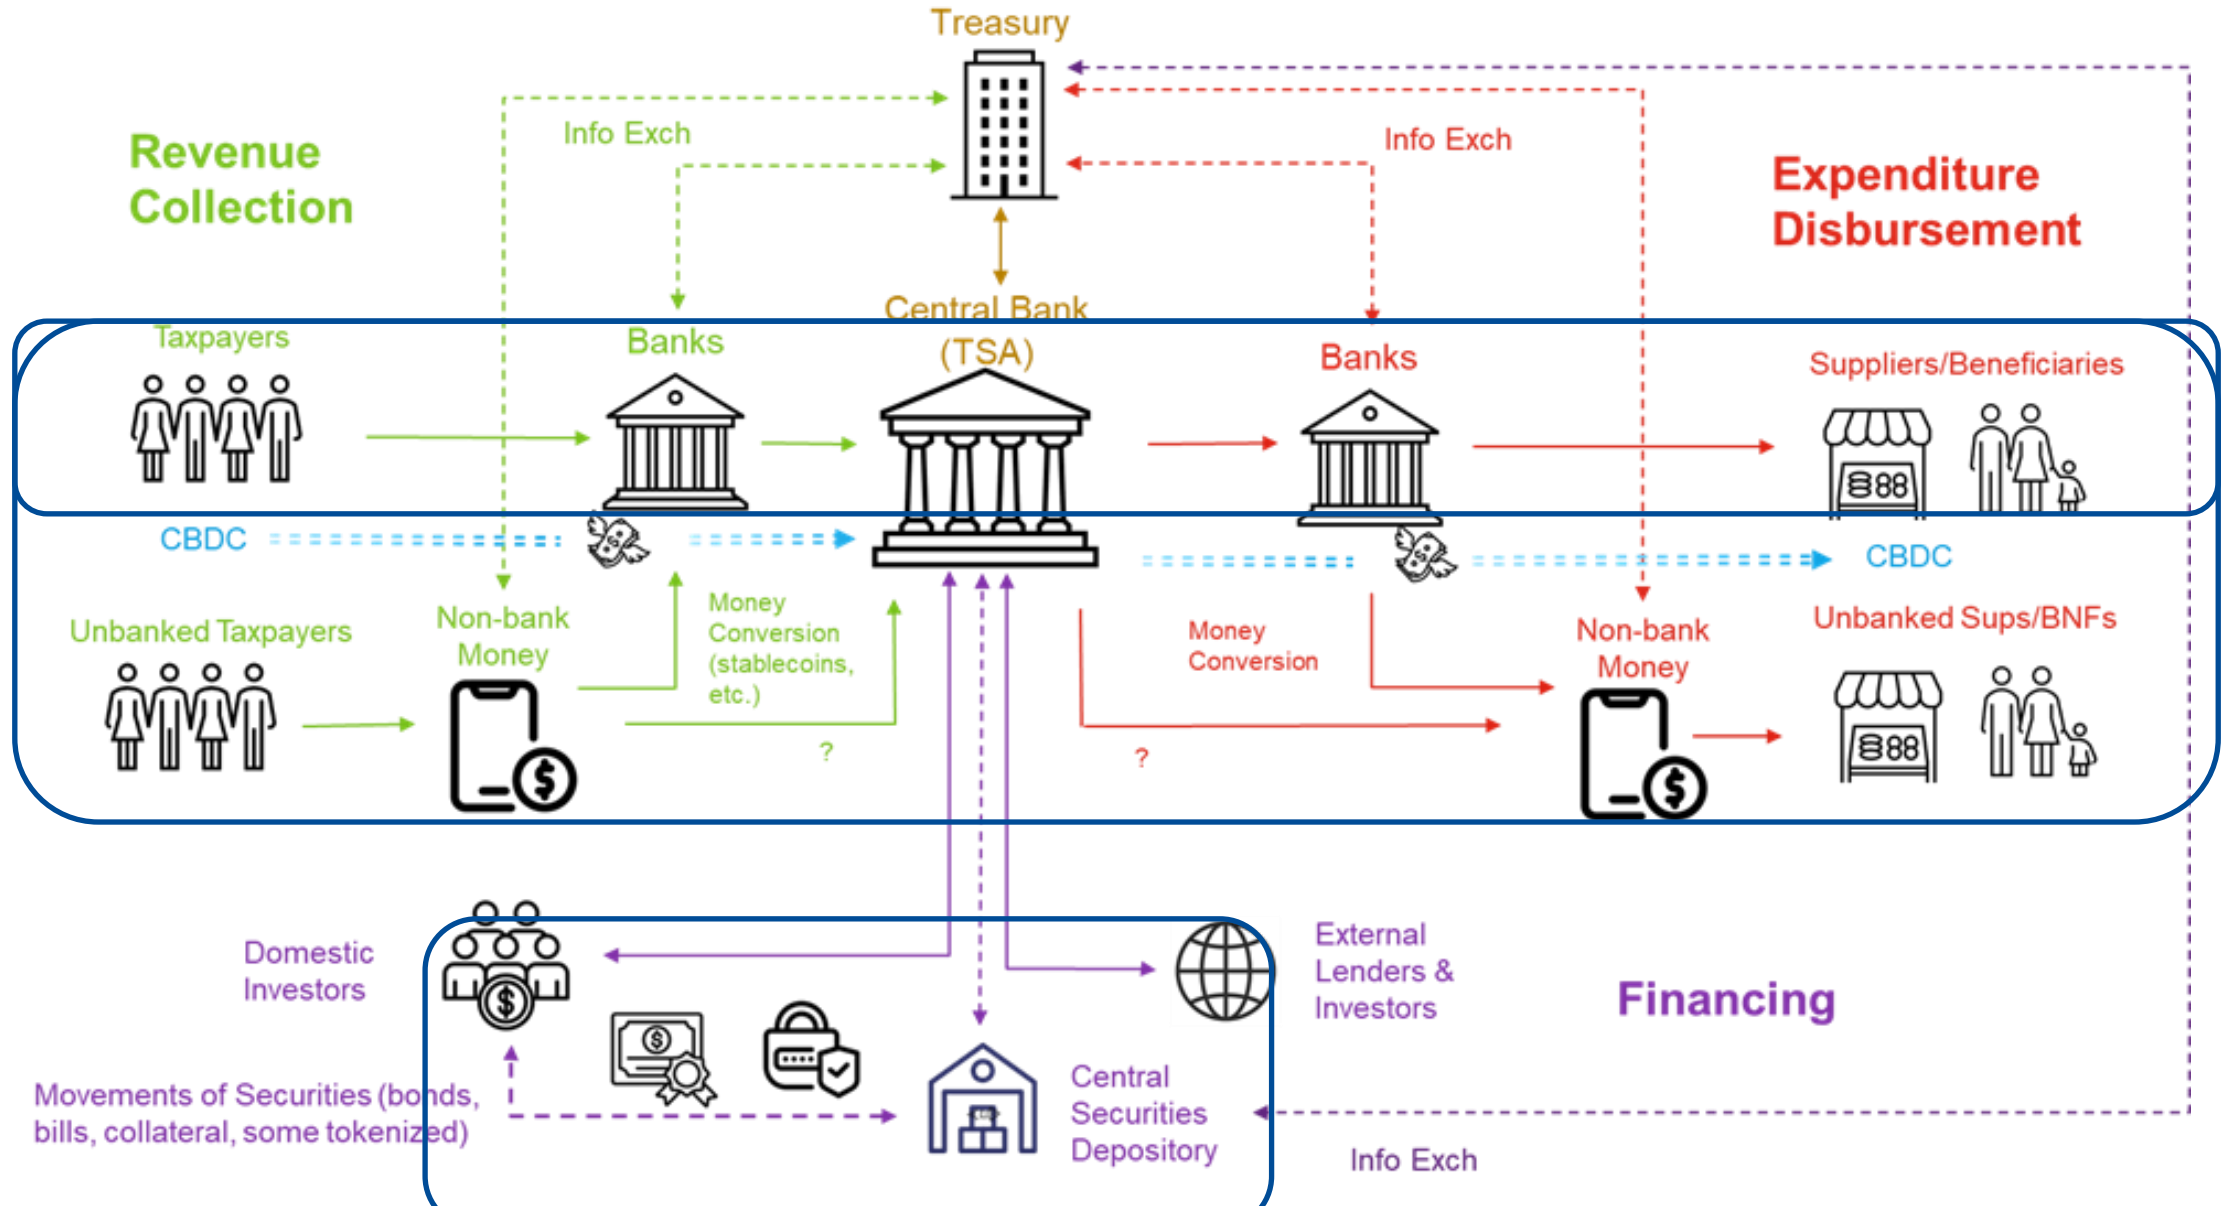 Treasury
Info Exch
Info Exch
Revenue
Collection
Expenditure
Disbursement
Central Bank
(TSA)
Taxpayers
Banks
Banks
Suppliers/Beneficiaries
CBDC
CBDC
Unbanked Taxpayers
Non-bank
Money
Money
Conversion
(stablecoins,
etc.)
?
Money
Conversion
?
Non-bank
Money
Unbanked Sups/BNFs
Domestic
Investors
External
Lenders &
Investors
Financing
Movements of Securities (bonds,
bills, collateral, some tokenized)
Central
Securities
Depository
Info Exch